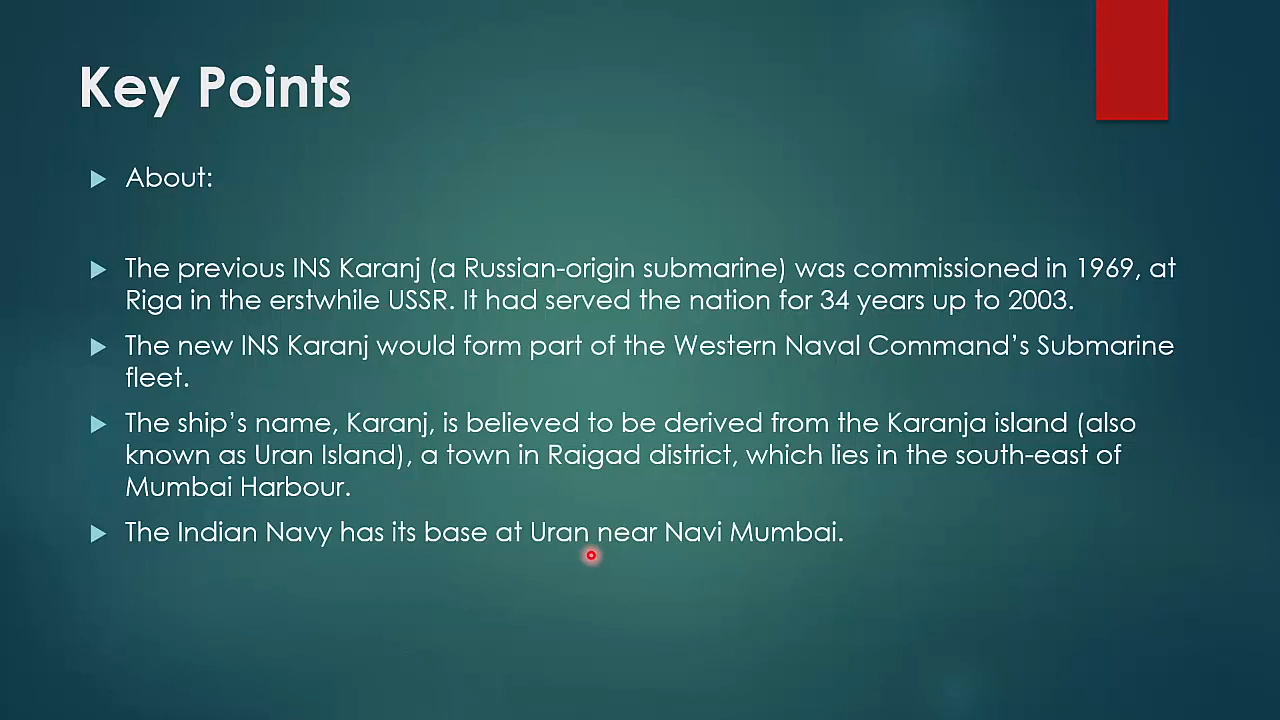 Key Points
About:
The previous INS Karanj (a Russian-origin submarine) was commissioned in 1969, at
Riga in the erstwhile USSR. It had served the nation for 34 years up to 2003.
The new INS Karanj would form part of the Western Naval Command’s Submarine
fleet.
The ship’s name, Karanj, is believed to be derived from the Karanja island (also
known as Uran Island), a town in Raigad district, which lies in the south-east of
Mumbai Harbour.
The Indian Navy has its base at Uran near Navi Mumbai.